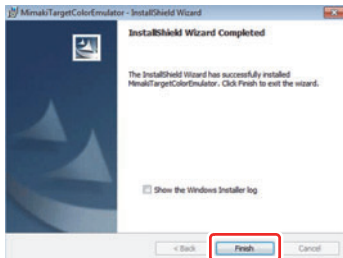 MimakiTargetColorEmulator - InstallShield Wizard
InstallShield Wizard Completed
The InstallShield Wizard has successfully installed
MimakiTargetColorEmulator. Click Finish to exit the wizard.
Show the Windows Installer log
< Back
Finish
Cancel